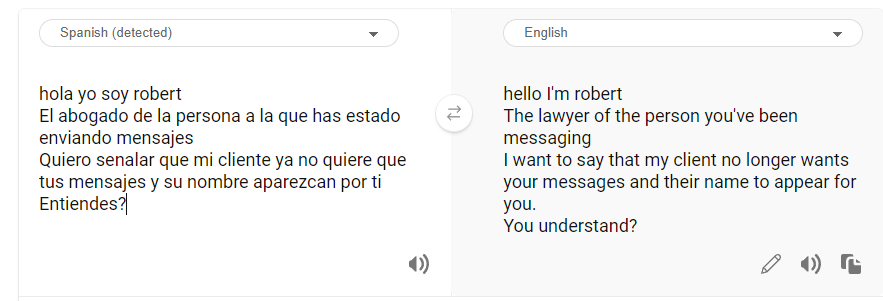 Spanish (detected)
English
hola yo soy robert
El abogado de la persona a la que has estado
enviando mensajes
Quiero senalar que mi cliente ya no quiere que
tus mensajes y su nombre aparezcan por ti
Entiendes?
hello I'm robert
The lawyer of the person you've been
messaging
I want to say that my client no longer wants
your messages and their name to appear for
you.
You understand?